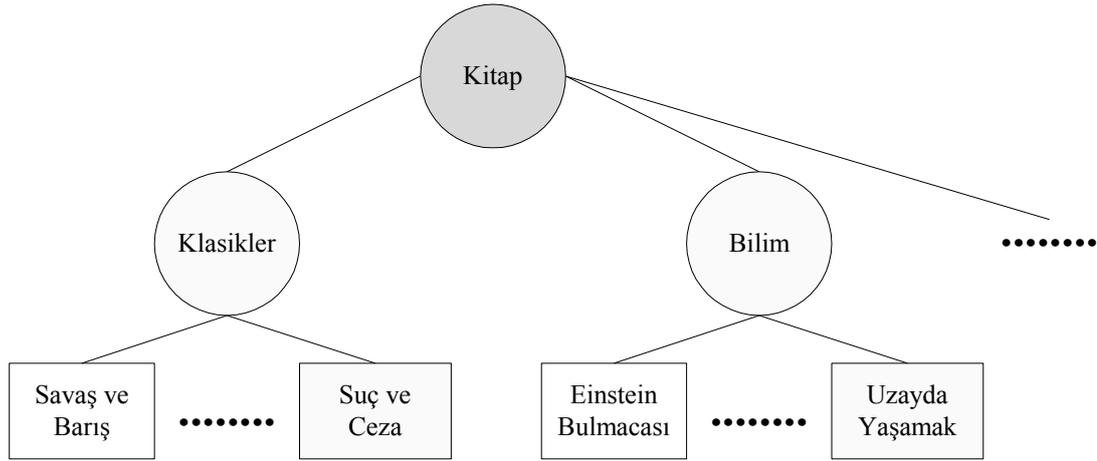 Kitap
Klasikler
Bilim
........
Savaş ve
Barış
........
Suç ve
Ceza
Einstein
Bulmacası
........
Uzayda
Yaşamak